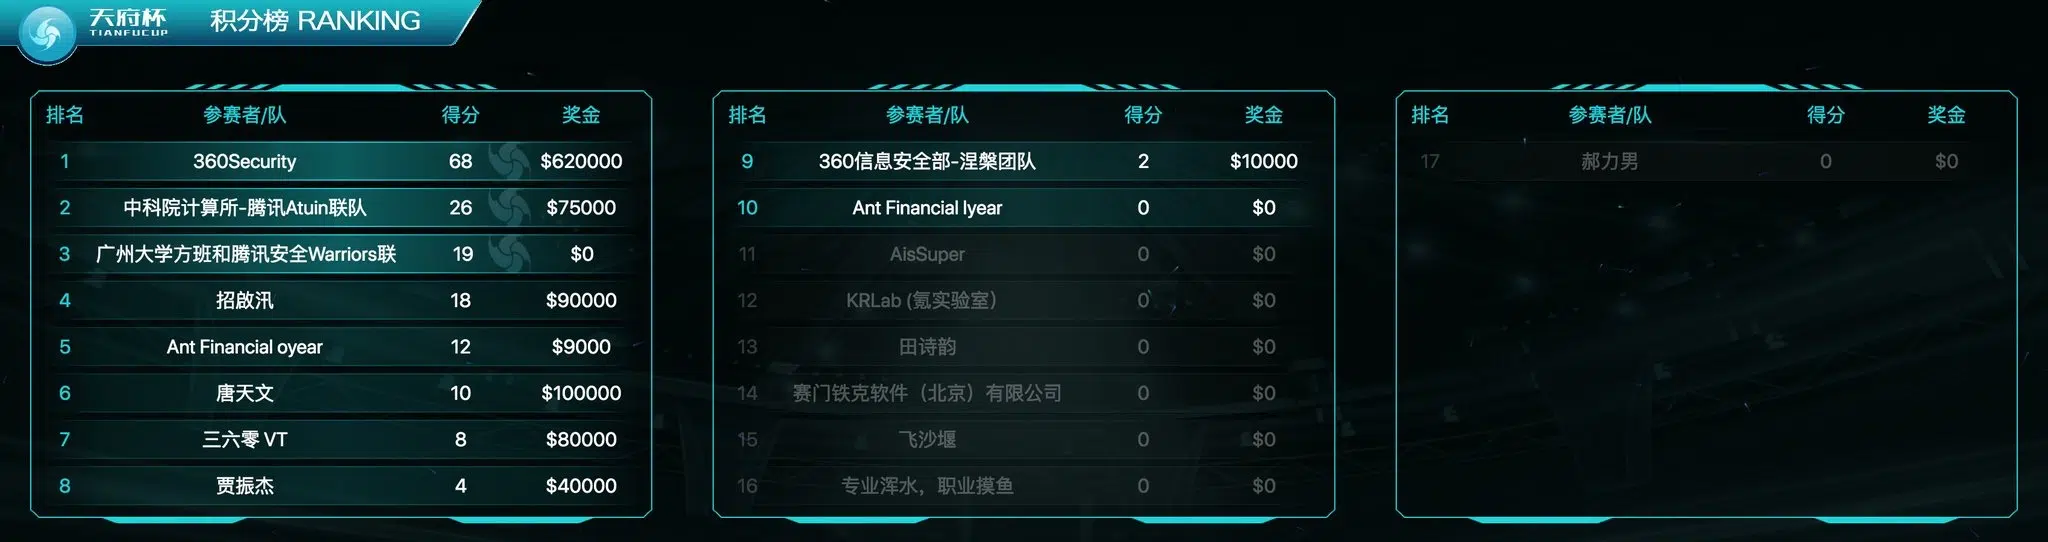 天府杯
TIANFUCUP
积分榜 RANKING
排名 参赛者/队 得分 奖金
1 360Security 68 $620000
2 中科院计算所-腾讯Atuin联队 26 $75000
3 广州大学方班和腾讯安全Warriors联 19 $0
4 招啟汛 18 $90000
5 Ant Financial oyear 12 $9000
6 唐天文 10 $100000
7 三六零 VT 8 $80000
8 贾振杰 4 $40000
排名 参赛者/队 得分 奖金
9 360信息安全部-涅槃团队 2 $10000
10 Ant Financial lyear 0 $0
11 AisSuper 0 $0
12 KRLab (氪实验室） 0 $0
13 田诗韵 0 $0
14 赛门铁克软件（北京）有限公司 0 $0
15 飞沙堰 0 $0
16 专业浑水，职业摸鱼 0 $0
排名 参赛者/队 得分 奖金
17 郝力男 0 $0